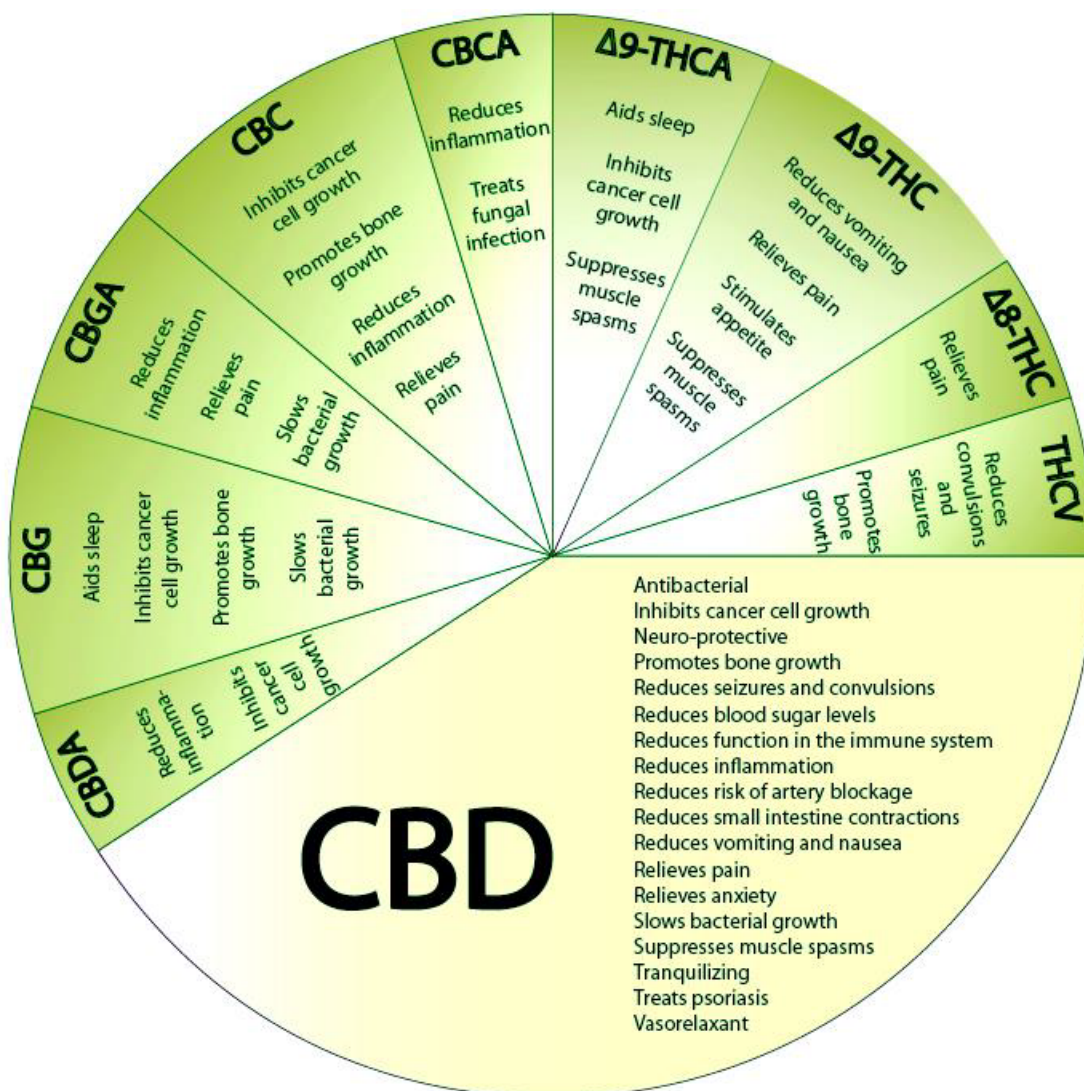 CBCA
Reduces
inflammation
Treats
fungal
infection
Δ9-THCA
Aids sleep
Inhibits
cancer cell
growth
Suppresses
muscle
spasms
Δ9-THC
Reduces vomiting
and nausea
Relieves pain
Stimulates
appetite
Suppresses
muscle
spasms
Δ8-THC
Relieves
pain
THCV
Reduces
convulsions
and
seizures
Promotes
bone
growth
CBC
Inhibits cancer
cell growth
Promotes bone
growth
Reduces
inflammation
Relieves
pain
CBGA
Reduces
inflammation
Relieves
pain
Slows
bacterial
growth
CBG
Aids sleep
Inhibits cancer
cell growth
Promotes bone
growth
Slows
bacterial
growth
CBDA
Reduces
inflamma-
tion
Inhibits
cancer
cell
growth
CBD
Antibacterial
Inhibits cancer cell growth
Neuro-protective
Promotes bone growth
Reduces seizures and convulsions
Reduces blood sugar levels
Reduces function in the immune system
Reduces inflammation
Reduces risk of artery blockage
Reduces small intestine contractions
Reduces vomiting and nausea
Relieves pain
Relieves anxiety
Slows bacterial growth
Suppresses muscle spasms
Tranquilizing
Treats psoriasis
Vasorelaxant